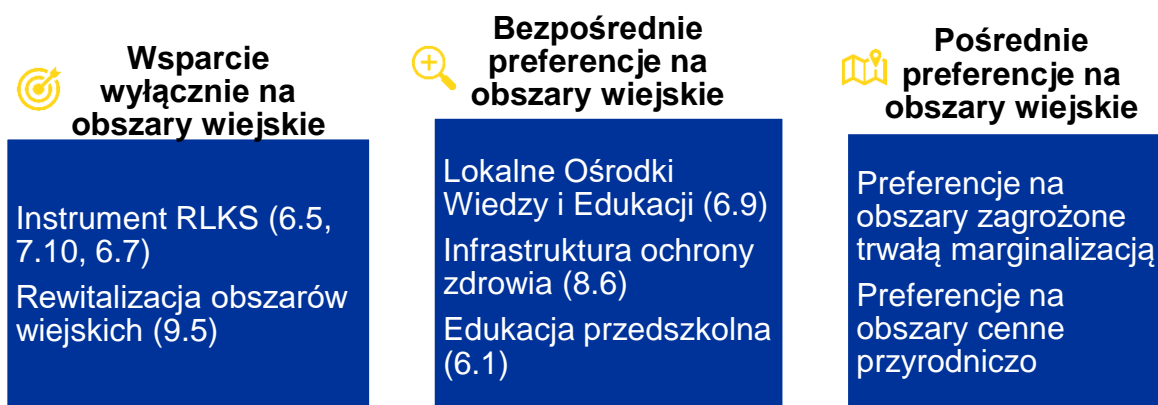 Wsparcie
wyłącznie na
obszary wiejskie
Instrument RLKS (6.5,
7.10, 6.7)
Rewitalizacja obszarów
wiejskich (9.5)
Bezpośrednie
preferencje na
obszary wiejskie
Lokalne Ośrodki
Wiedzy i Edukacji (6.9)
Infrastruktura ochrony
zdrowia (8.6)
Edukacja przedszkolna
(6.1)
Pośrednie
preferencje na
obszary wiejskie
Preferencje na
obszary zagrożone
trwałą marginalizacją
Preferencje na
obszary cenne
przyrodniczo